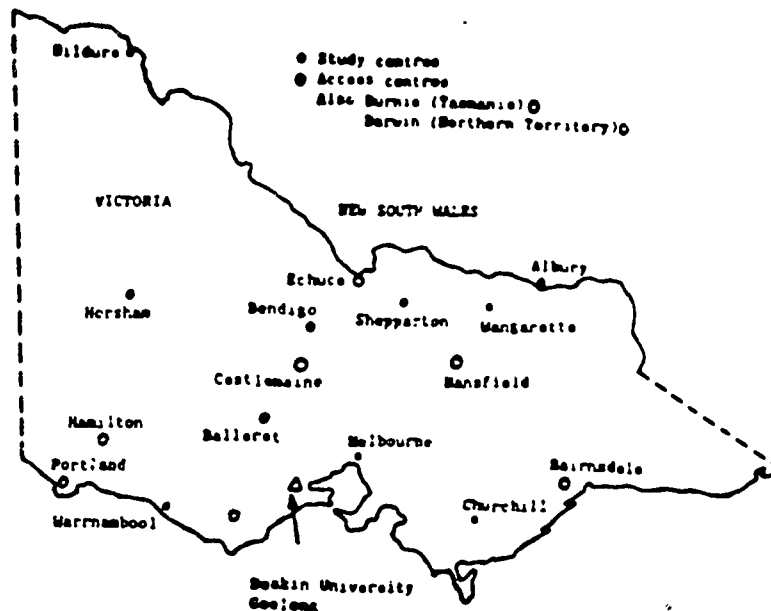 Mildura
● Study centres
● Access centres
Also Burnie (Tasmania) O
Darwin (Northern Territory) O
VICTORIA
NEW SOUTH WALES
Echuca
Albury
Horsham
Bendigo
Shepparton
Wangaratta
Castlemaine
Mansfield
Hamilton
Ballarat
Melbourne
Portland
Bairnsdale
Warrnambool
Churchill
Deakin University
Geelong